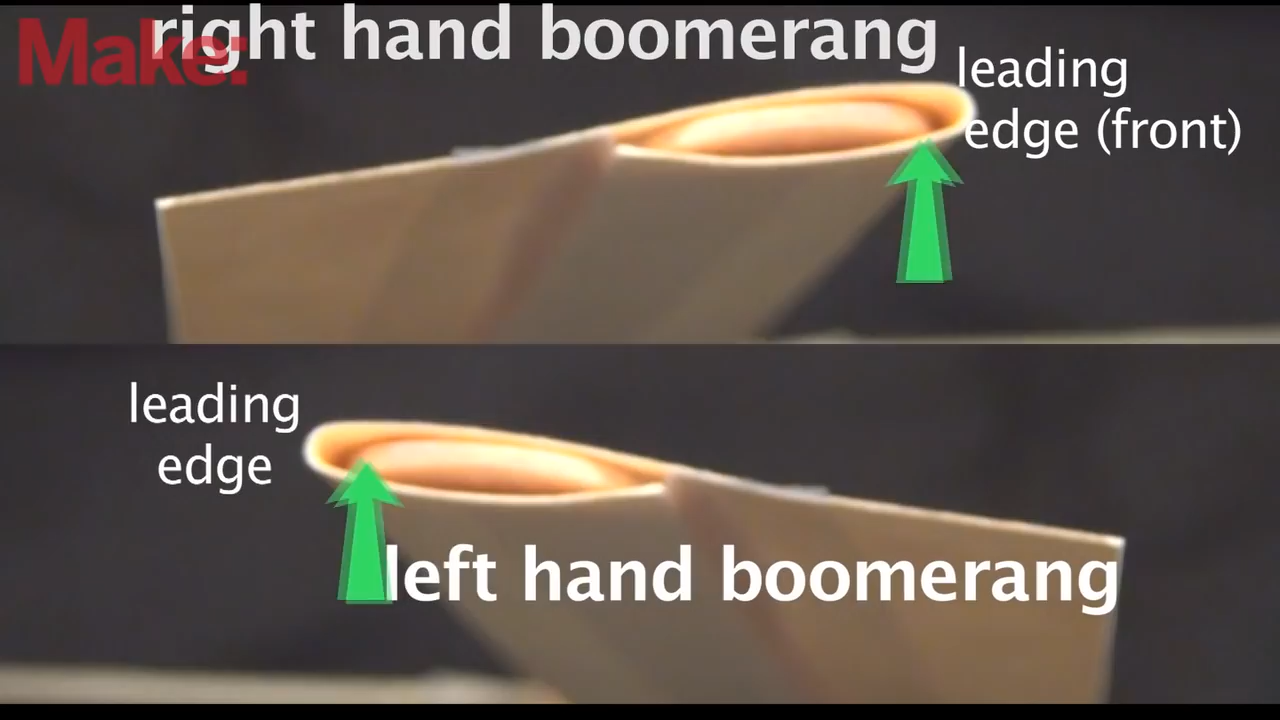 Make:
right hand boomerang
leading
edge (front)
leading
edge
left hand boomerang